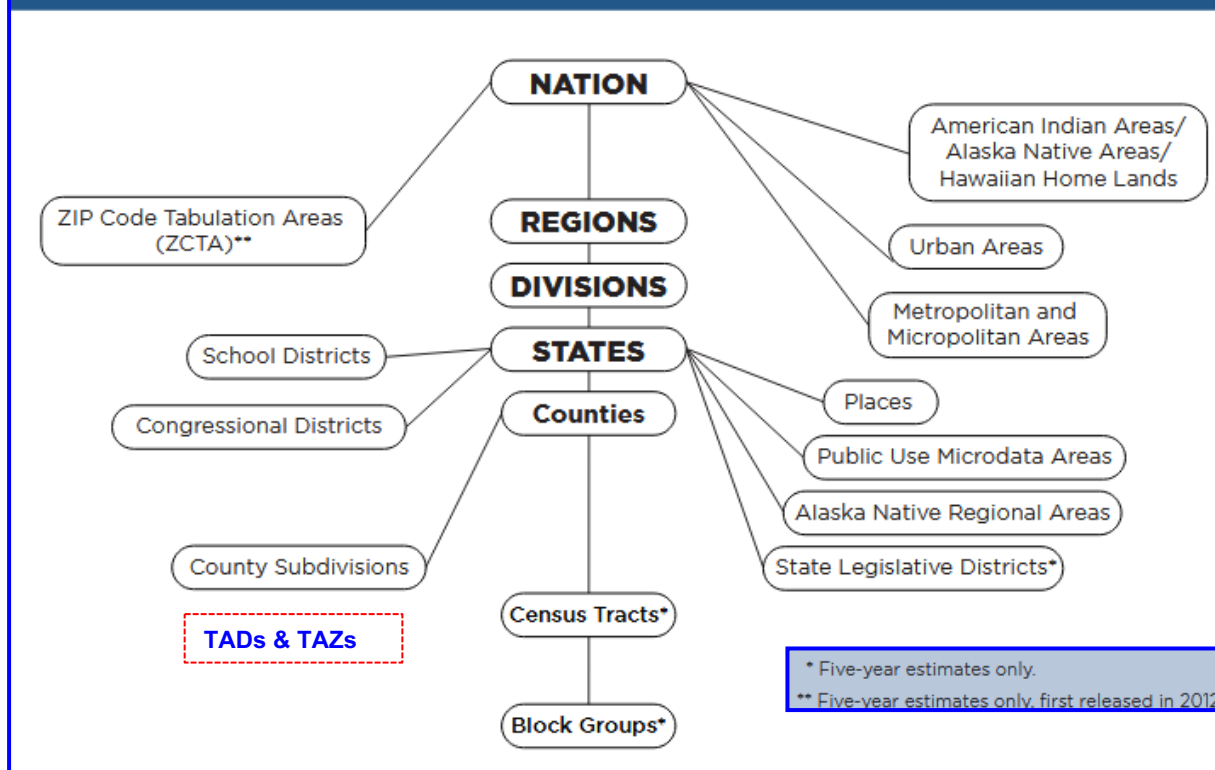 NATION
American Indian Areas/
Alaska Native Areas/
Hawaiian Home Lands
ZIP Code Tabulation Areas
(ZCTA)**
REGIONS
Urban Areas
DIVISIONS
Metropolitan and
Micropolitan Areas
School Districts
STATES
Places
Congressional Districts
Counties
Public Use Microdata Areas
Alaska Native Regional Areas
County Subdivisions
State Legislative Districts*
Census Tracts*
TADs & TAZs
* Five-year estimates only.
** Five-year estimates only, first released in 2012
Block Groups*